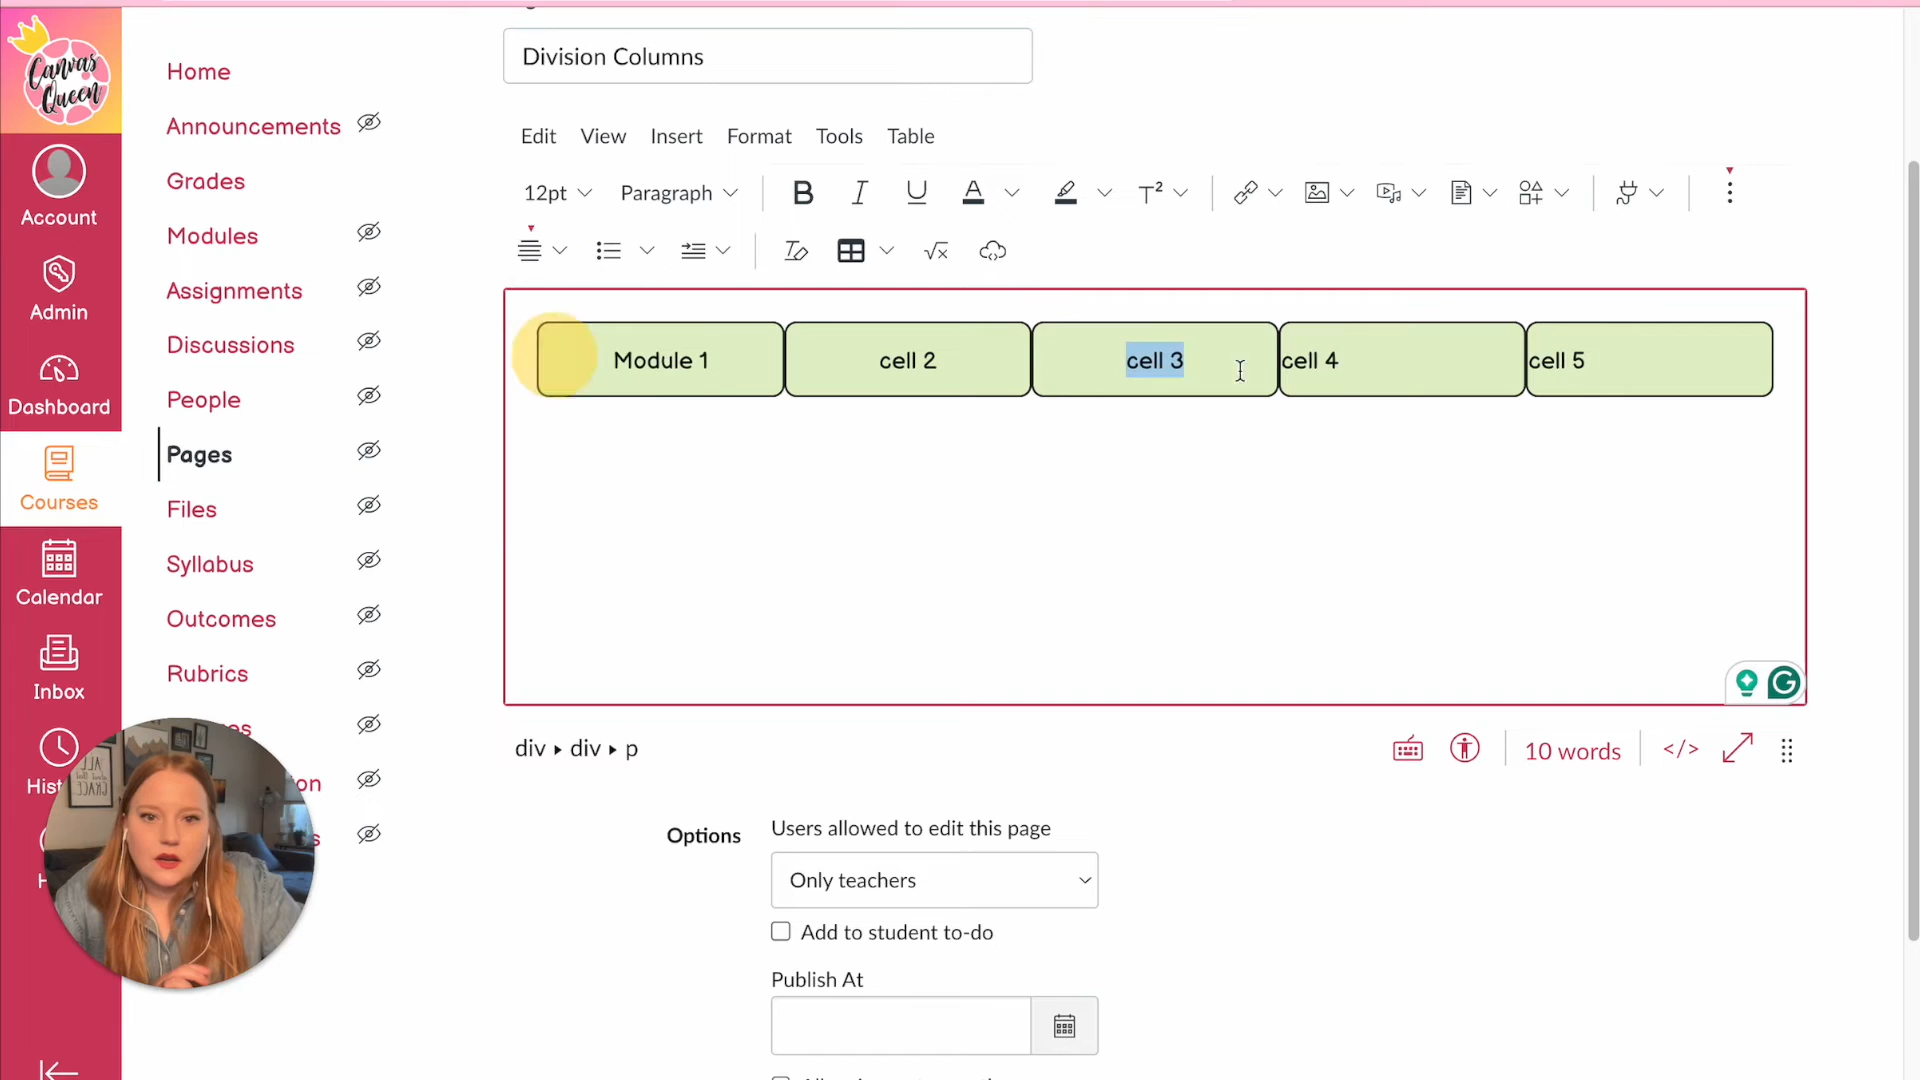 Canvas
Queen
Account
Admin
Dashboard
Courses
Calendar
Inbox
Home
Announcements
Grades
Modules
Assignments
Discussions
People
Pages
Files
Syllabus
Outcomes
Rubrics
Division Columns
Edit View Insert Format Tools Table
12pt Paragraph B I U A T²
√x
Module 1 cell 2 cell 3 cell 4 cell 5
div ▸ div ▸ p 10 words </>
Options
Users allowed to edit this page
Only teachers
Add to student to-do
Publish At